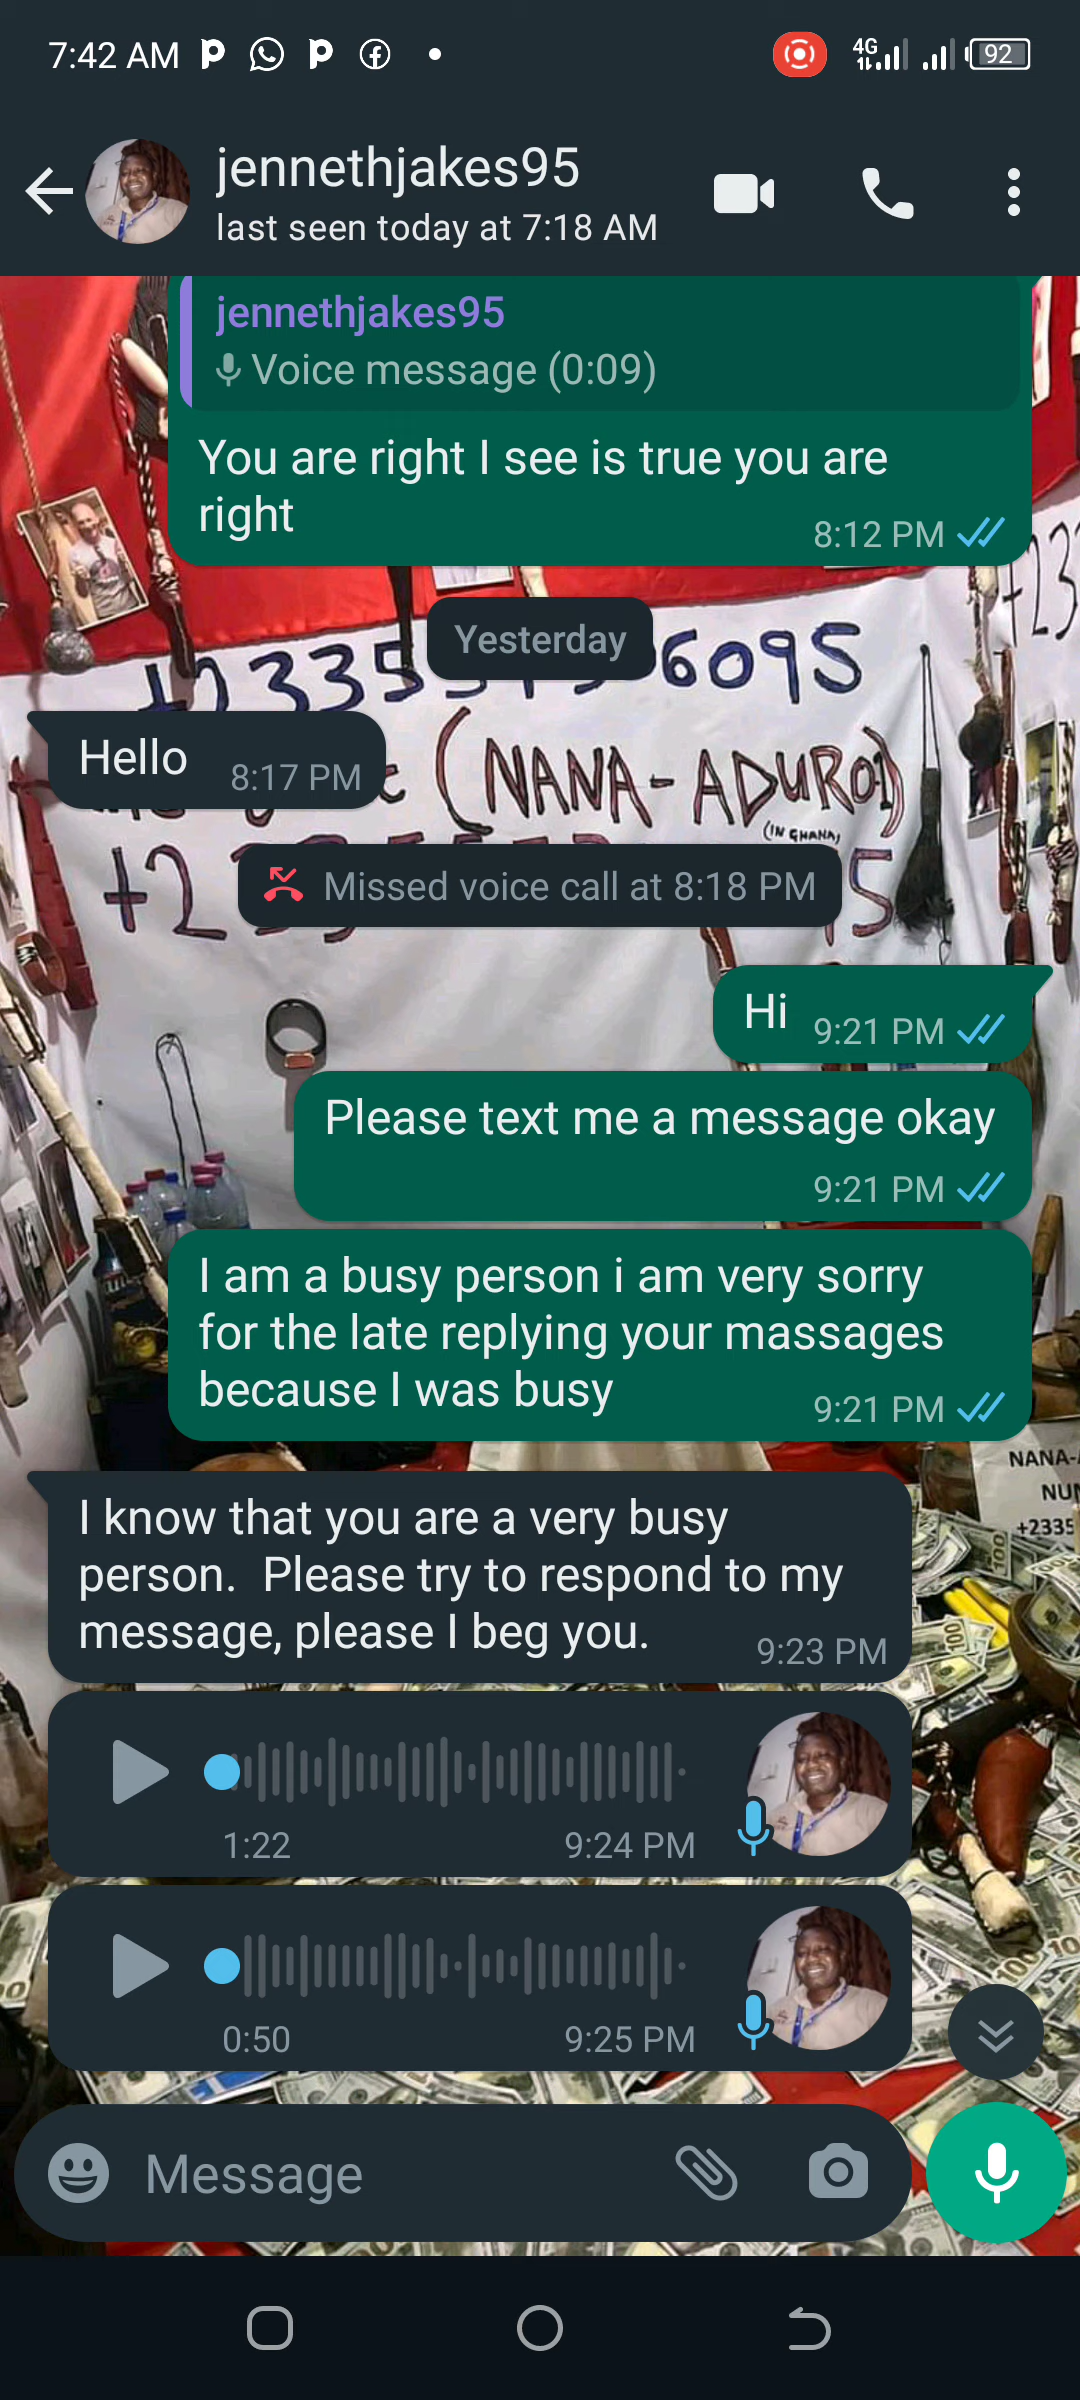 7:42 AM
4G
92
jennethjakes95
last seen today at 7:18 AM
jennethjakes95
Voice message (0:09)
You are right I see is true you are
right
8:12 PM
Yesterday
6095
Hello
8:17 PM
(NANA-ADURO)
(IN GHANA)
Missed voice call at 8:18 PM
Hi
9:21 PM
Please text me a message okay
9:21 PM
I am a busy person i am very sorry
for the late replying your massages
because I was busy
9:21 PM
NANA-
+2335
I know that you are a very busy
person.  Please try to respond to my
message, please I beg you.
9:23 PM
1:22
9:24 PM
0:50
9:25 PM
Message